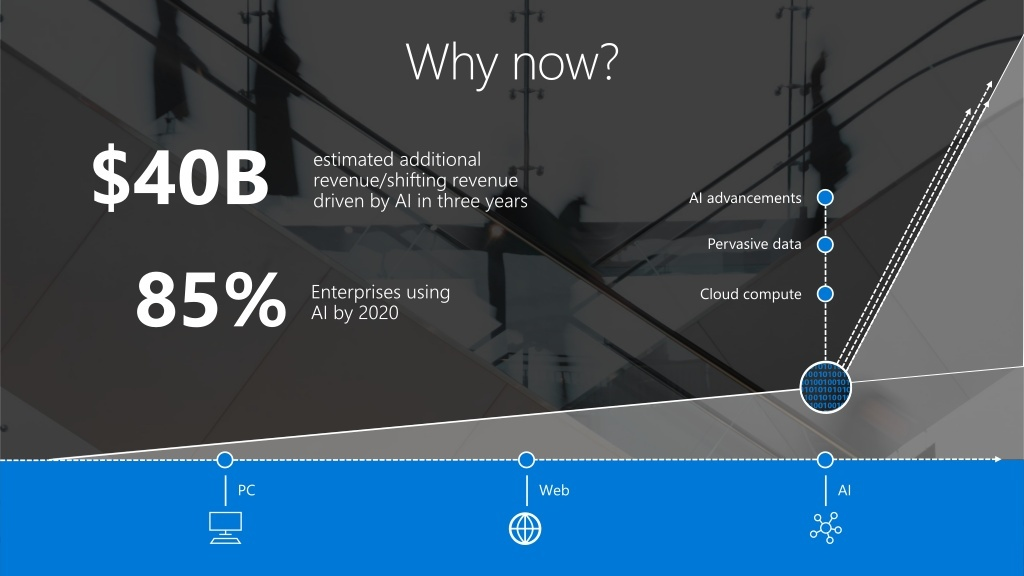 Why now?
$40B
estimated additional
revenue/shifting revenue
driven by AI in three years
85%
Enterprises using
AI by 2020
AI advancements
Pervasive data
Cloud compute
PC
Web
AI